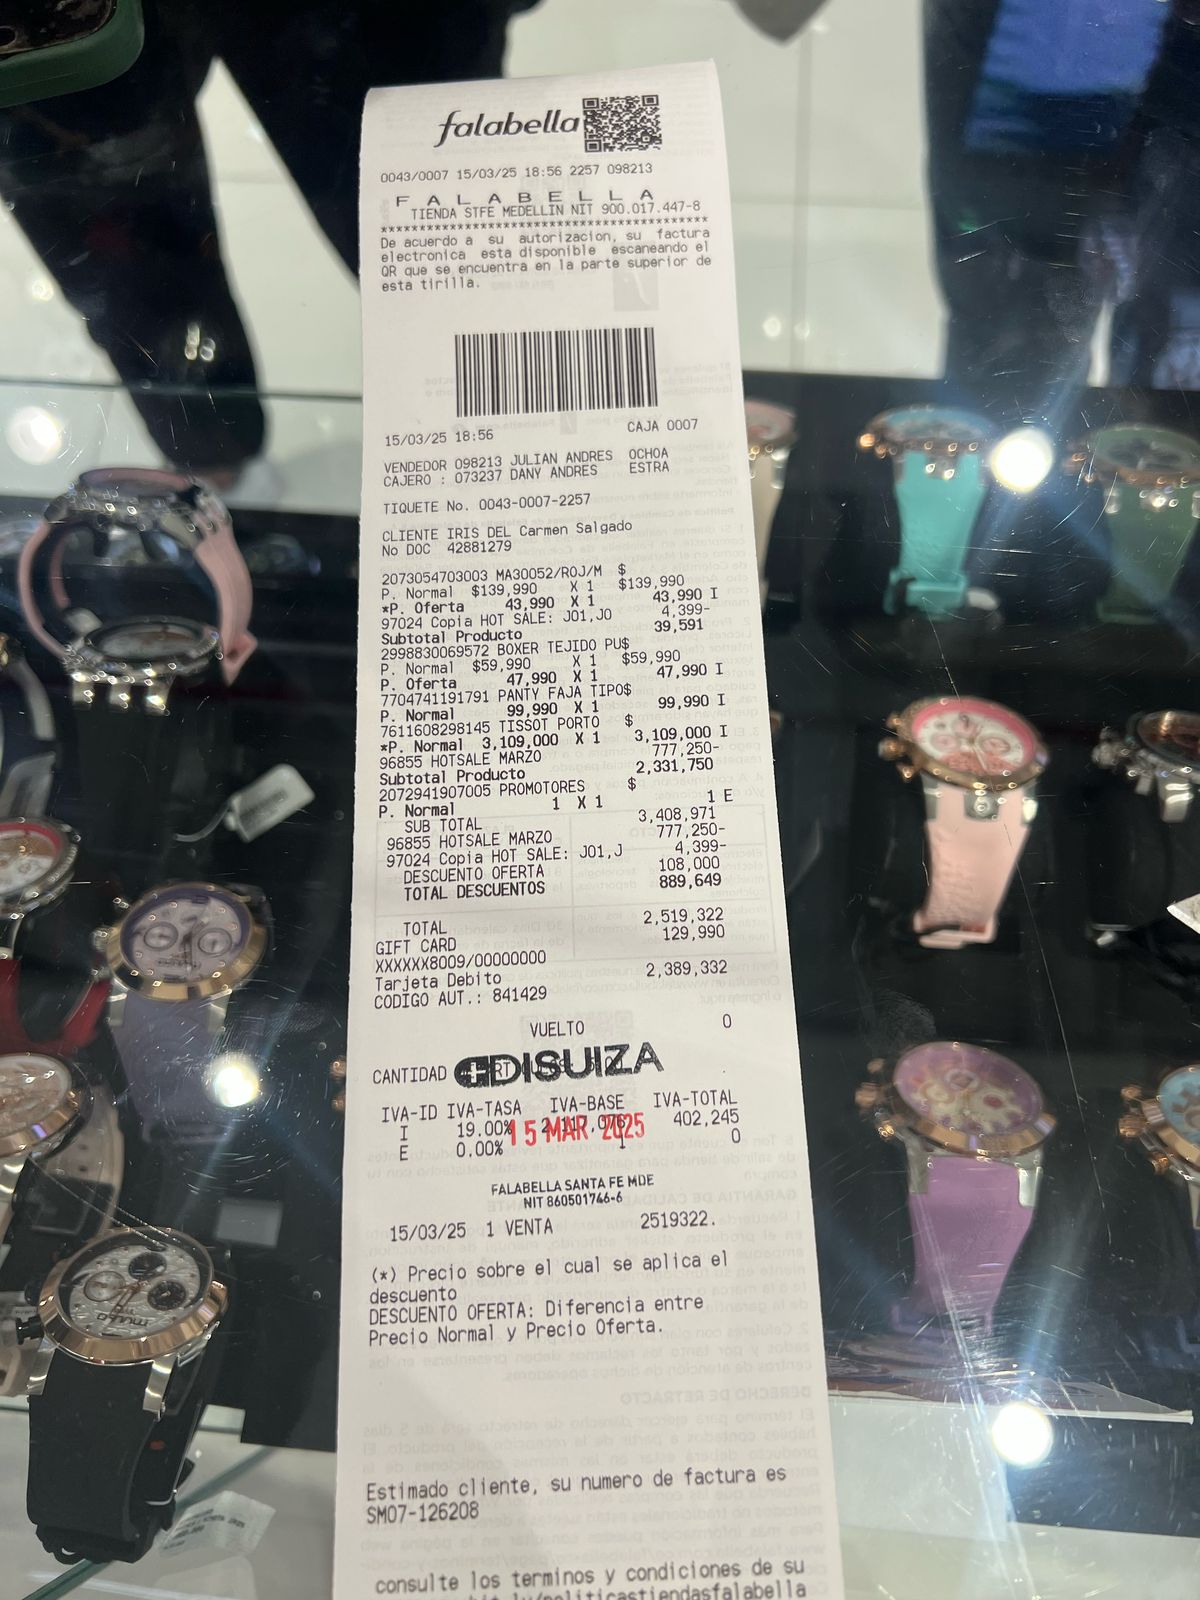 falabella
0043/0007 15/03/25 18:56 2257 098213
F A L A B E L L A
TIENDA STFE MEDELLIN NIT 900.017.447-8
****************************************
De acuerdo a su autorizacion, su factura
electronica esta disponible escaneando el
QR que se encuentra en la parte superior de
esta tirilla.
15/03/25 18:56 CAJA 0007
VENDEDOR 098213 JULIAN ANDRES OCHOA
CAJERO : 073237 DANY ANDRES ESTRA
TIQUETE No. 0043-0007-2257
CLIENTE IRIS DEL Carmen Salgado
No DOC 42881279
2073054703003 MA30052/ROJ/M $
P. Normal $139,990 X 1 $139,990
*P. Oferta 43,990 X 1 43,990 I
97024 Copia HOT SALE: J01,J0 4,399-
Subtotal Producto 39,591
2998830069572 BOXER TEJIDO PU$
P. Normal $59,990 X 1 $59,990
P. Oferta 47,990 X 1 47,990 I
7704741191791 PANTY FAJA TIPO$
P. Normal 99,990 X 1 99,990 I
7611608298145 TISSOT PORTO $
*P. Normal 3,109,000 X 1 3,109,000 I
96855 HOTSALE MARZO 777,250-
Subtotal Producto 2,331,750
2072941907005 PROMOTORES $
P. Normal 1 X 1 1 E
SUB TOTAL 3,408,971
96855 HOTSALE MARZO 777,250-
97024 Copia HOT SALE: J01,J 4,399-
DESCUENTO OFERTA 108,000
TOTAL DESCUENTOS 889,649
TOTAL 2,519,322
GIFT CARD 129,990
XXXXXX8009/00000000
Tarjeta Debito 2,389,332
CODIGO AUT.: 841429
VUELTO 0
CANTIDAD DISUIZA
IVA-ID IVA-TASA IVA-BASE IVA-TOTAL
I 19.00% 402,245
15 MAR 2025
E 0.00% 1 0
FALABELLA SANTA FE MDE
NIT 860501746-6
15/03/25 1 VENTA 2519322.
(*) Precio sobre el cual se aplica el
descuento
DESCUENTO OFERTA: Diferencia entre
Precio Normal y Precio Oferta.
Estimado cliente, su numero de factura es
SM07-126208
consulte los terminos y condiciones de su